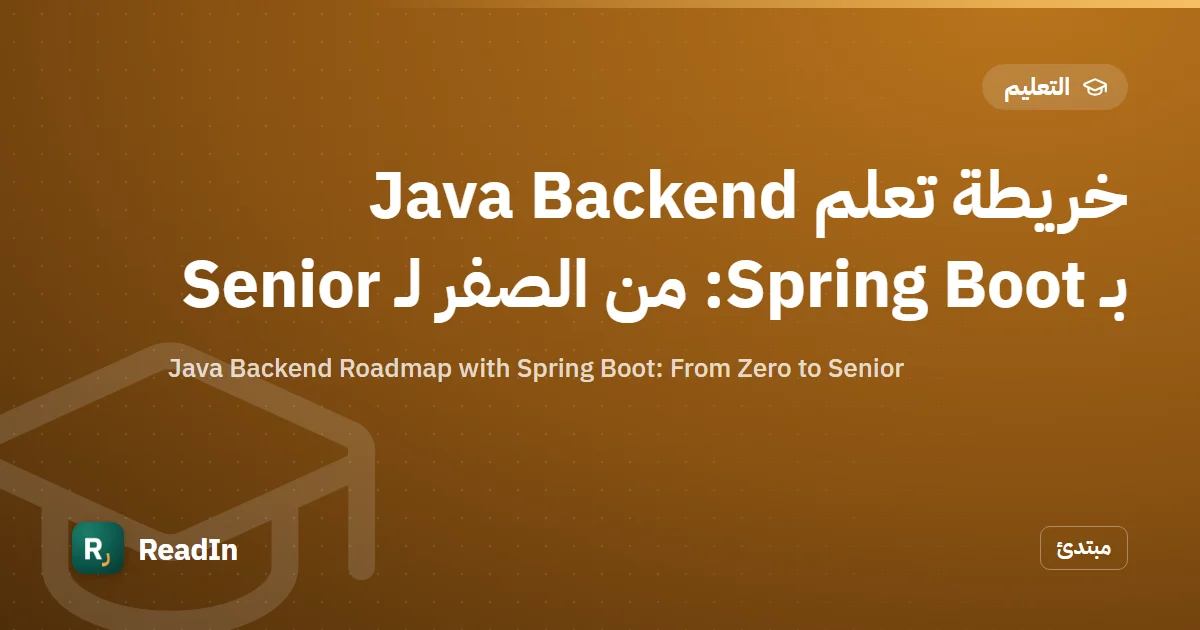 التعليم
خريطة تعلم Java Backend
بـ Spring Boot: من الصفر لـ Senior
Java Backend Roadmap with Spring Boot: From Zero to Senior
Rر ReadIn
مبتدئ